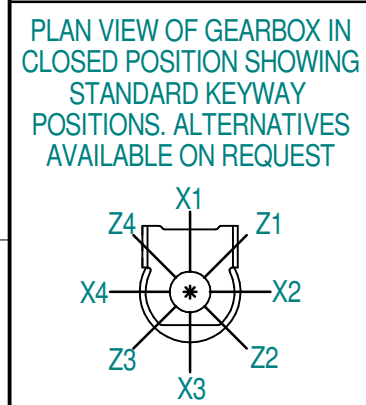 PLAN VIEW OF GEARBOX IN
CLOSED POSITION SHOWING
STANDARD KEYWAY
POSITIONS. ALTERNATIVES
AVAILABLE ON REQUEST
X1
Z4 Z1
X4 X2
Z3 Z2
X3